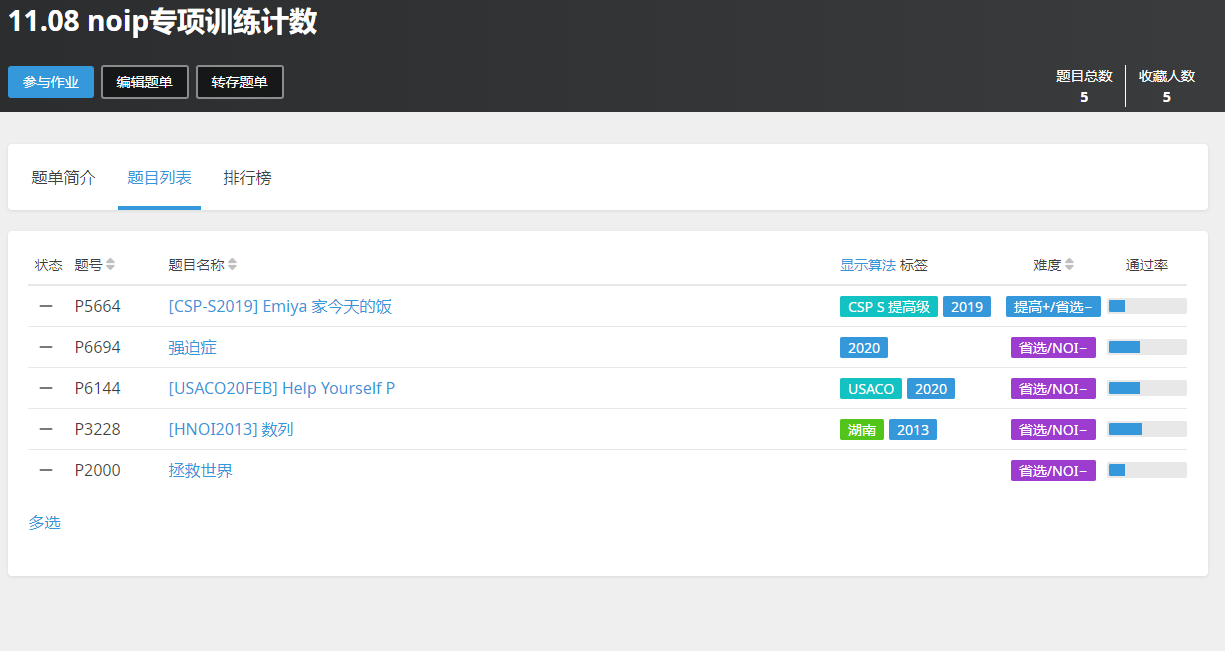 11.08 noip专项训练计数
参与作业 编辑题单 转存题单
题目总数 收藏人数
5 5
题单简介 题目列表 排行榜
状态 题号 题目名称 显示算法 标签 难度 通过率
P5664 [CSP-S2019] Emiya 家今天的饭 CSP S 提高级 2019 提高+/省选−
P6694 强迫症 2020 省选/NOI−
P6144 [USACO20FEB] Help Yourself P USACO 2020 省选/NOI−
P3228 [HNOI2013] 数列 湖南 2013 省选/NOI−
P2000 拯救世界 省选/NOI−
多选